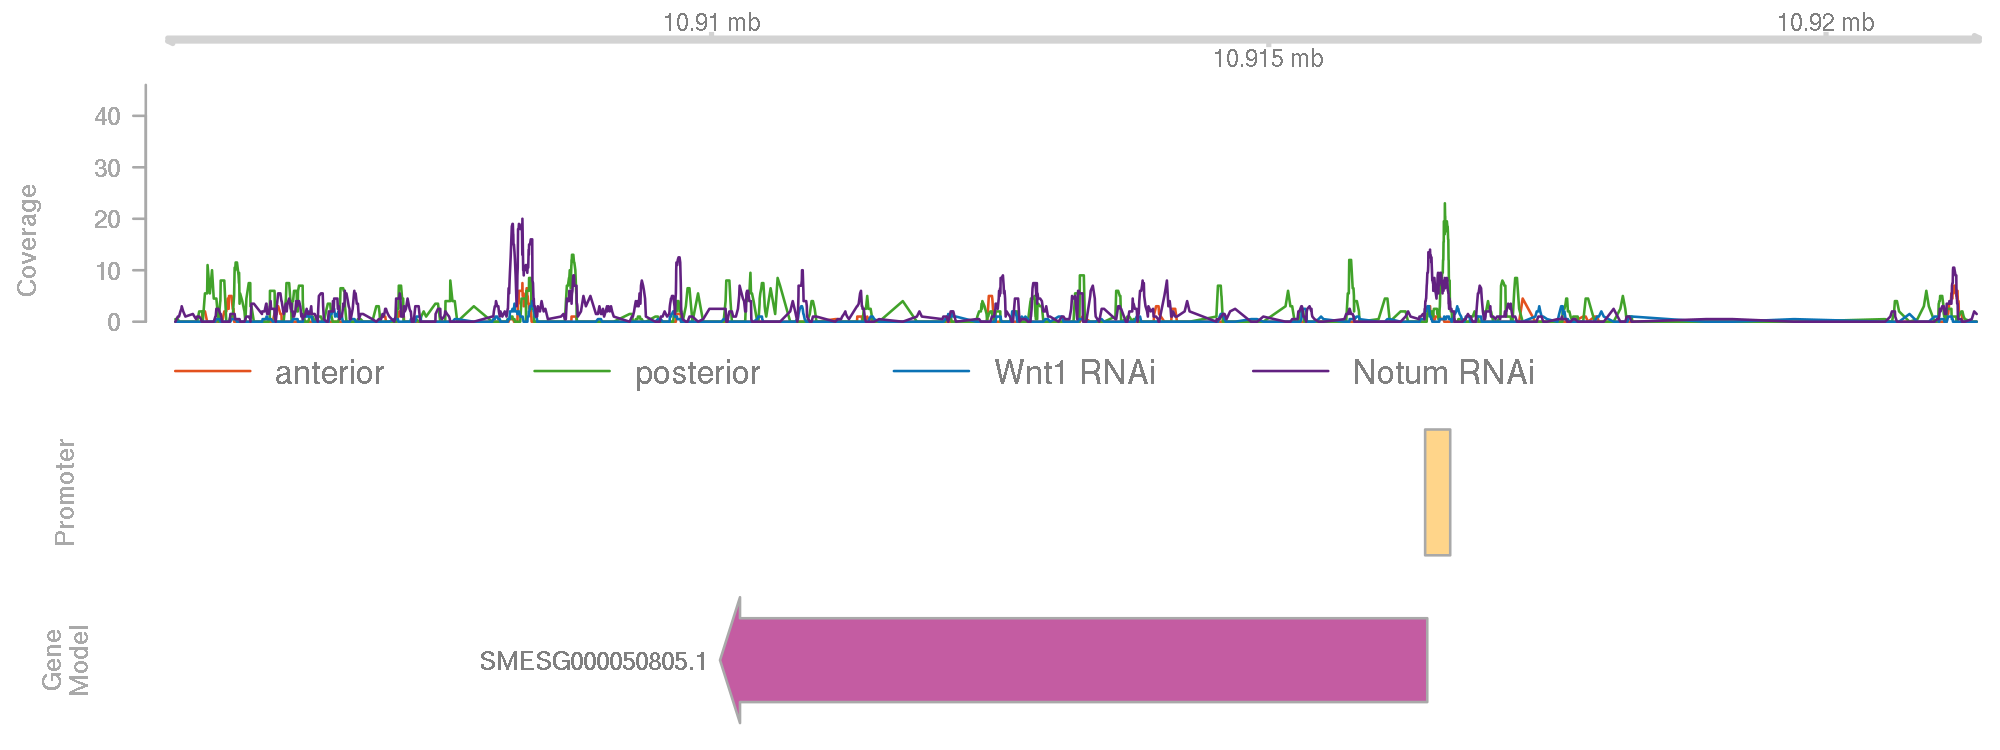 10.91 mb
10.92 mb
10.915 mb
Coverage
40
30
20
10
0
anterior posterior Wnt1 RNAi Notum RNAi
Promoter
Gene
Model
SMESG000050805.1